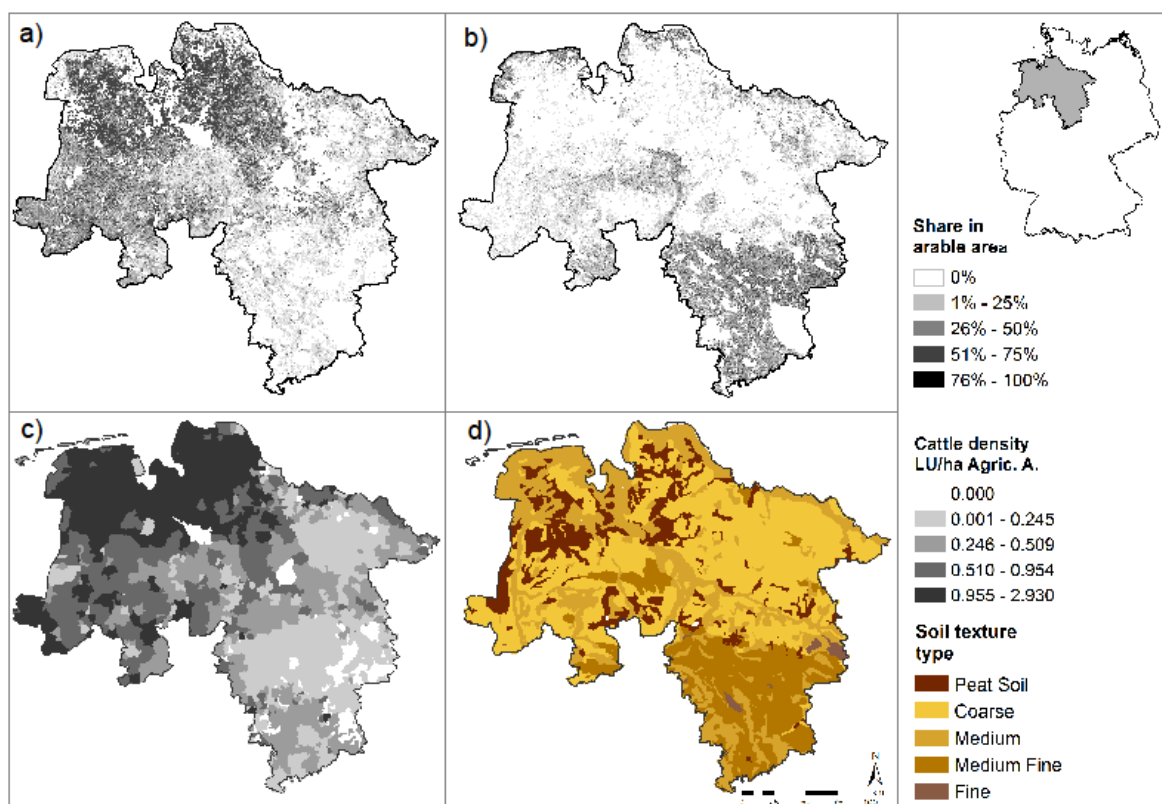 a)
b)
Share in
arable area
0%
1% - 25%
26% - 50%
51% - 75%
76% - 100%
c)
d)
Cattle density
LU/ha Agric. A.
0.000
0.001 - 0.245
0.246 - 0.509
0.510 - 0.954
0.955 - 2.930
Soil texture
type
Peat Soil
Coarse
Medium
Medium Fine
Fine
N